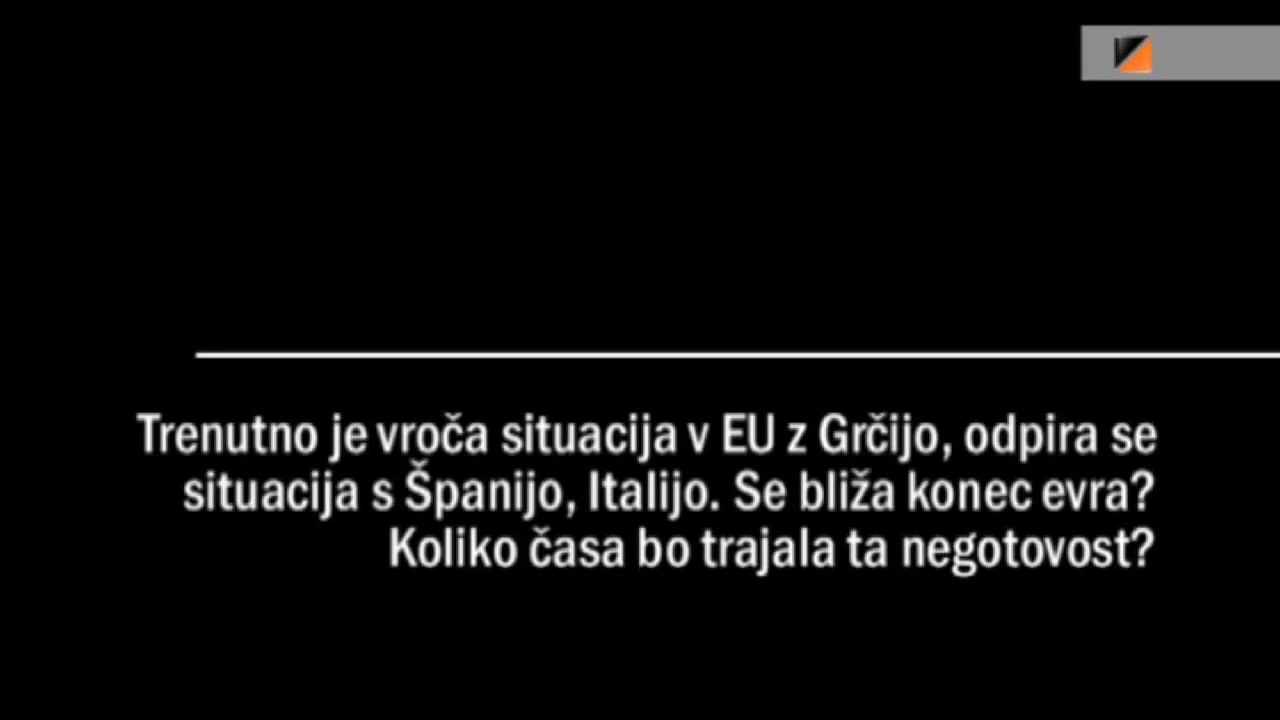 Trenutno je vroča situacija v EU z Grčijo, odpira se
situacija s Španijo, Italijo. Se bliža konec evra?
Koliko časa bo trajala ta negotovost?